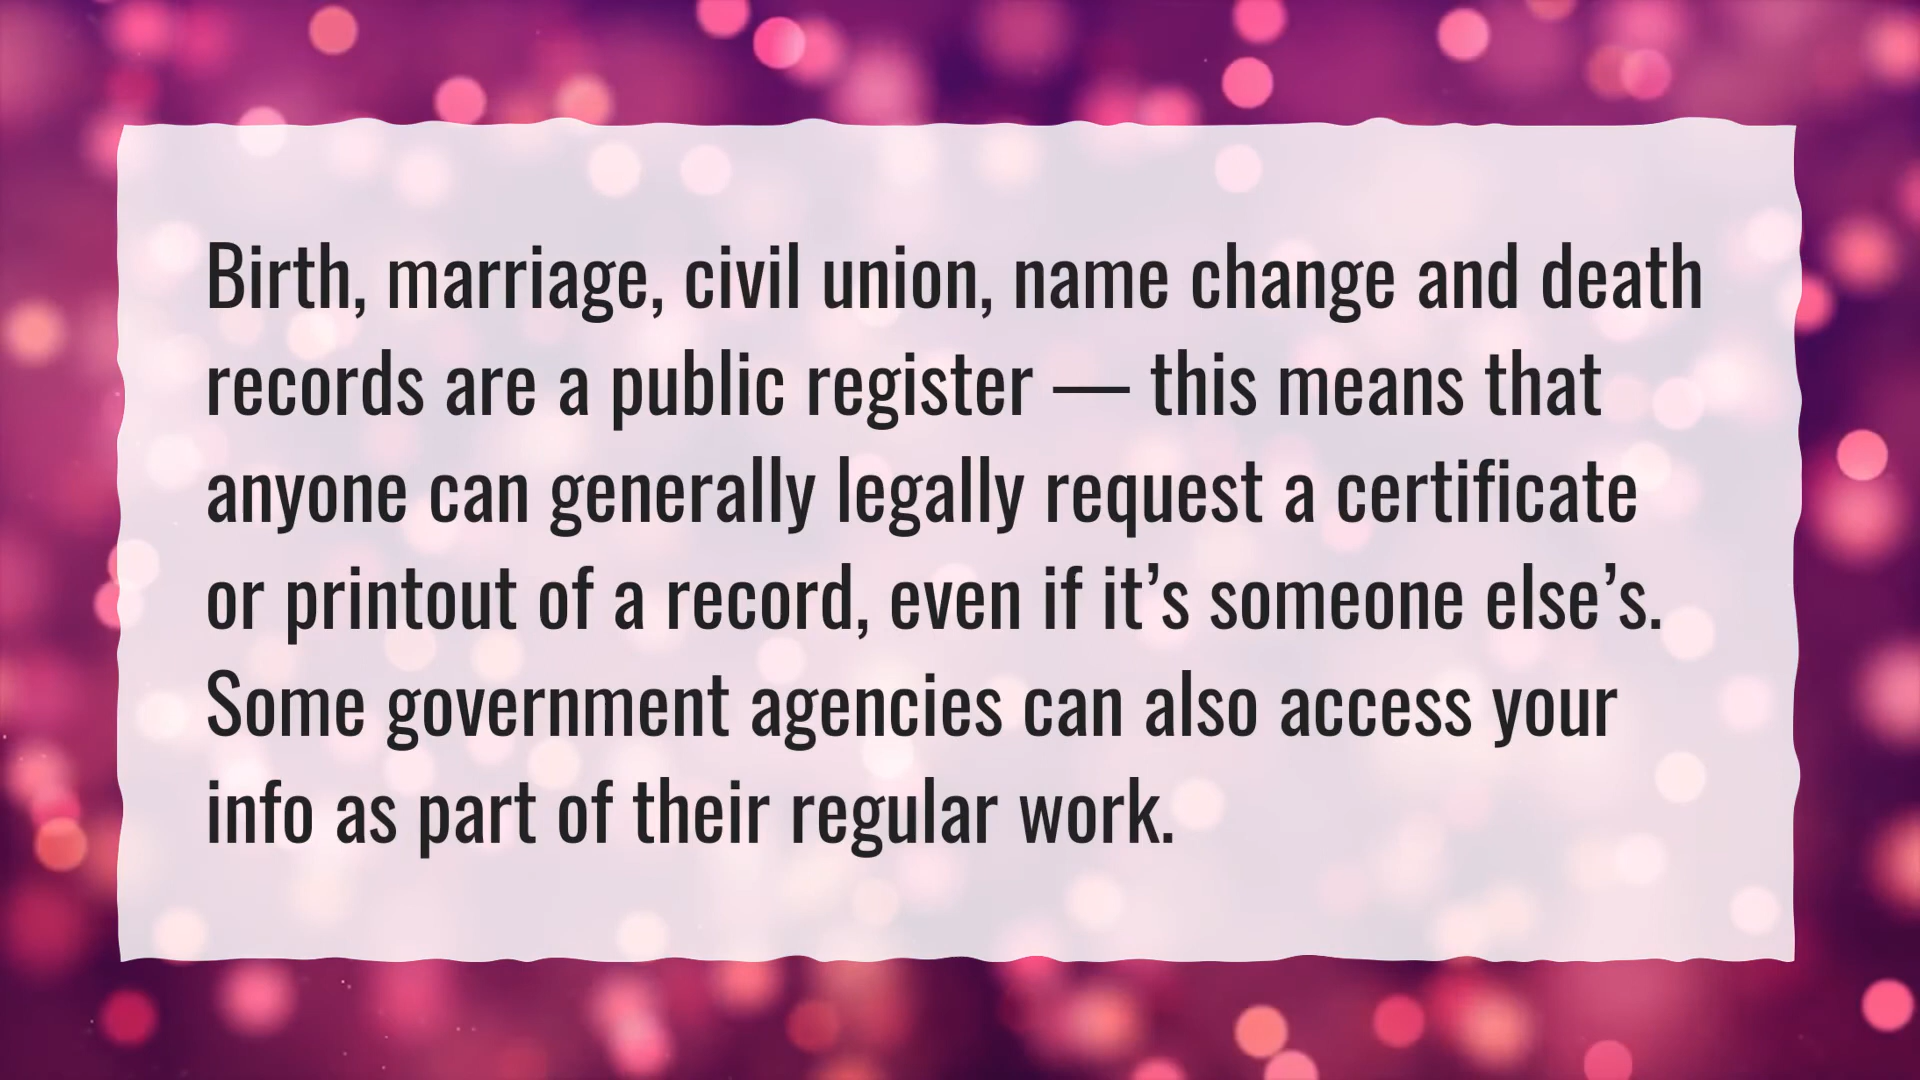 Birth, marriage, civil union, name change and death
records are a public register — this means that
anyone can generally legally request a certificate
or printout of a record, even if it’s someone else’s.
Some government agencies can also access your
info as part of their regular work.